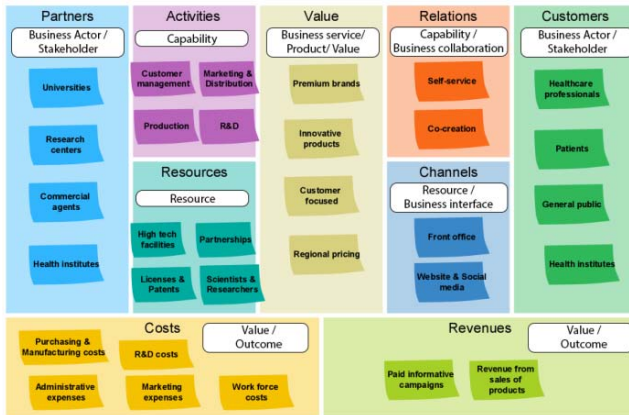 Partners
Business Actor /
Stakeholder
Universities
Research
centers
Commercial
agents
Health institutes
Activities
Capability
Customer
management
Marketing &
Distribution
Production
R&D
Resources
Resource
High tech
facilities
Partnerships
Licenses &
Patents
Scientists &
Researchers
Value
Business service/
Product/ Value
Premium brands
Innovative
products
Customer
focused
Regional pricing
Relations
Capability /
Business collaboration
Self-service
Co-creation
Channels
Resource /
Business interface
Front office
Website & Social
media
Customers
Business Actor /
Stakeholder
Healthcare
professionals
Patients
General public
Health institutes
Costs
Value /
Outcome
Purchasing &
Manufacturing costs
R&D costs
Administrative
expenses
Marketing
expenses
Work force
costs
Revenues
Value /
Outcome
Paid informative
campaigns
Revenue from
sales of
products